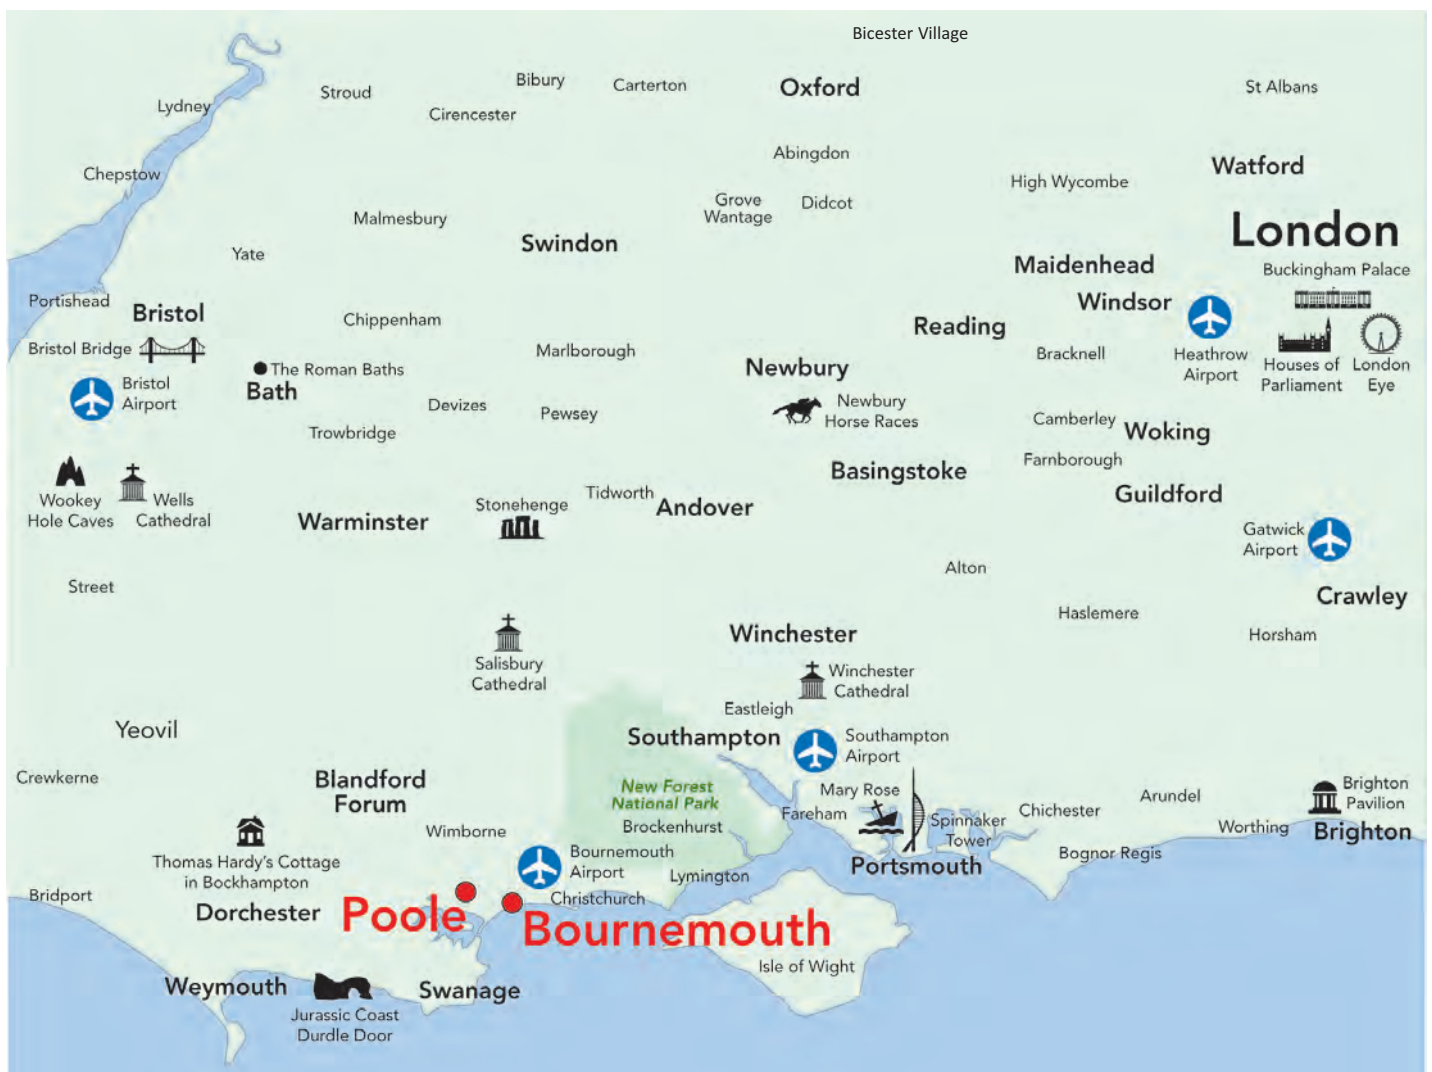 Bicester Village
Bibury
Carterton
Oxford
St Albans
Stroud
Lydney
Cirencester
Abingdon
Watford
Chepstow
High Wycombe
Grove
Wantage
Didcot
Malmesbury
London
Swindon
Yate
Maidenhead
Buckingham Palace
Portishead
Windsor
Bristol
Chippenham
Reading
Bristol Bridge
Marlborough
Bracknell
Heathrow
Airport
Houses of
Parliament
London
Eye
The Roman Baths
Newbury
Bristol
Airport
Bath
Devizes
Pewsey
Newbury
Horse Races
Camberley
Woking
Trowbridge
Farnborough
Basingstoke
Wookey
Hole Caves
Wells
Cathedral
Tidworth
Guildford
Stonehenge
Andover
Warminster
Gatwick
Airport
Alton
Street
Crawley
Haslemere
Winchester
Horsham
Salisbury
Cathedral
Winchester
Cathedral
Eastleigh
Yeovil
Southampton
Southampton
Airport
Crewkerne
Blandford
Forum
New Forest
National Park
Mary Rose
Brighton
Pavilion
Arundel
Fareham
Chichester
Spinnaker
Tower
Wimborne
Brockenhurst
Worthing
Brighton
Thomas Hardy's Cottage
in Bockhampton
Bournemouth
Airport
Bognor Regis
Portsmouth
Lymington
Bridport
Christchurch
Dorchester
Poole
Bournemouth
Isle of Wight
Weymouth
Swanage
Jurassic Coast
Durdle Door